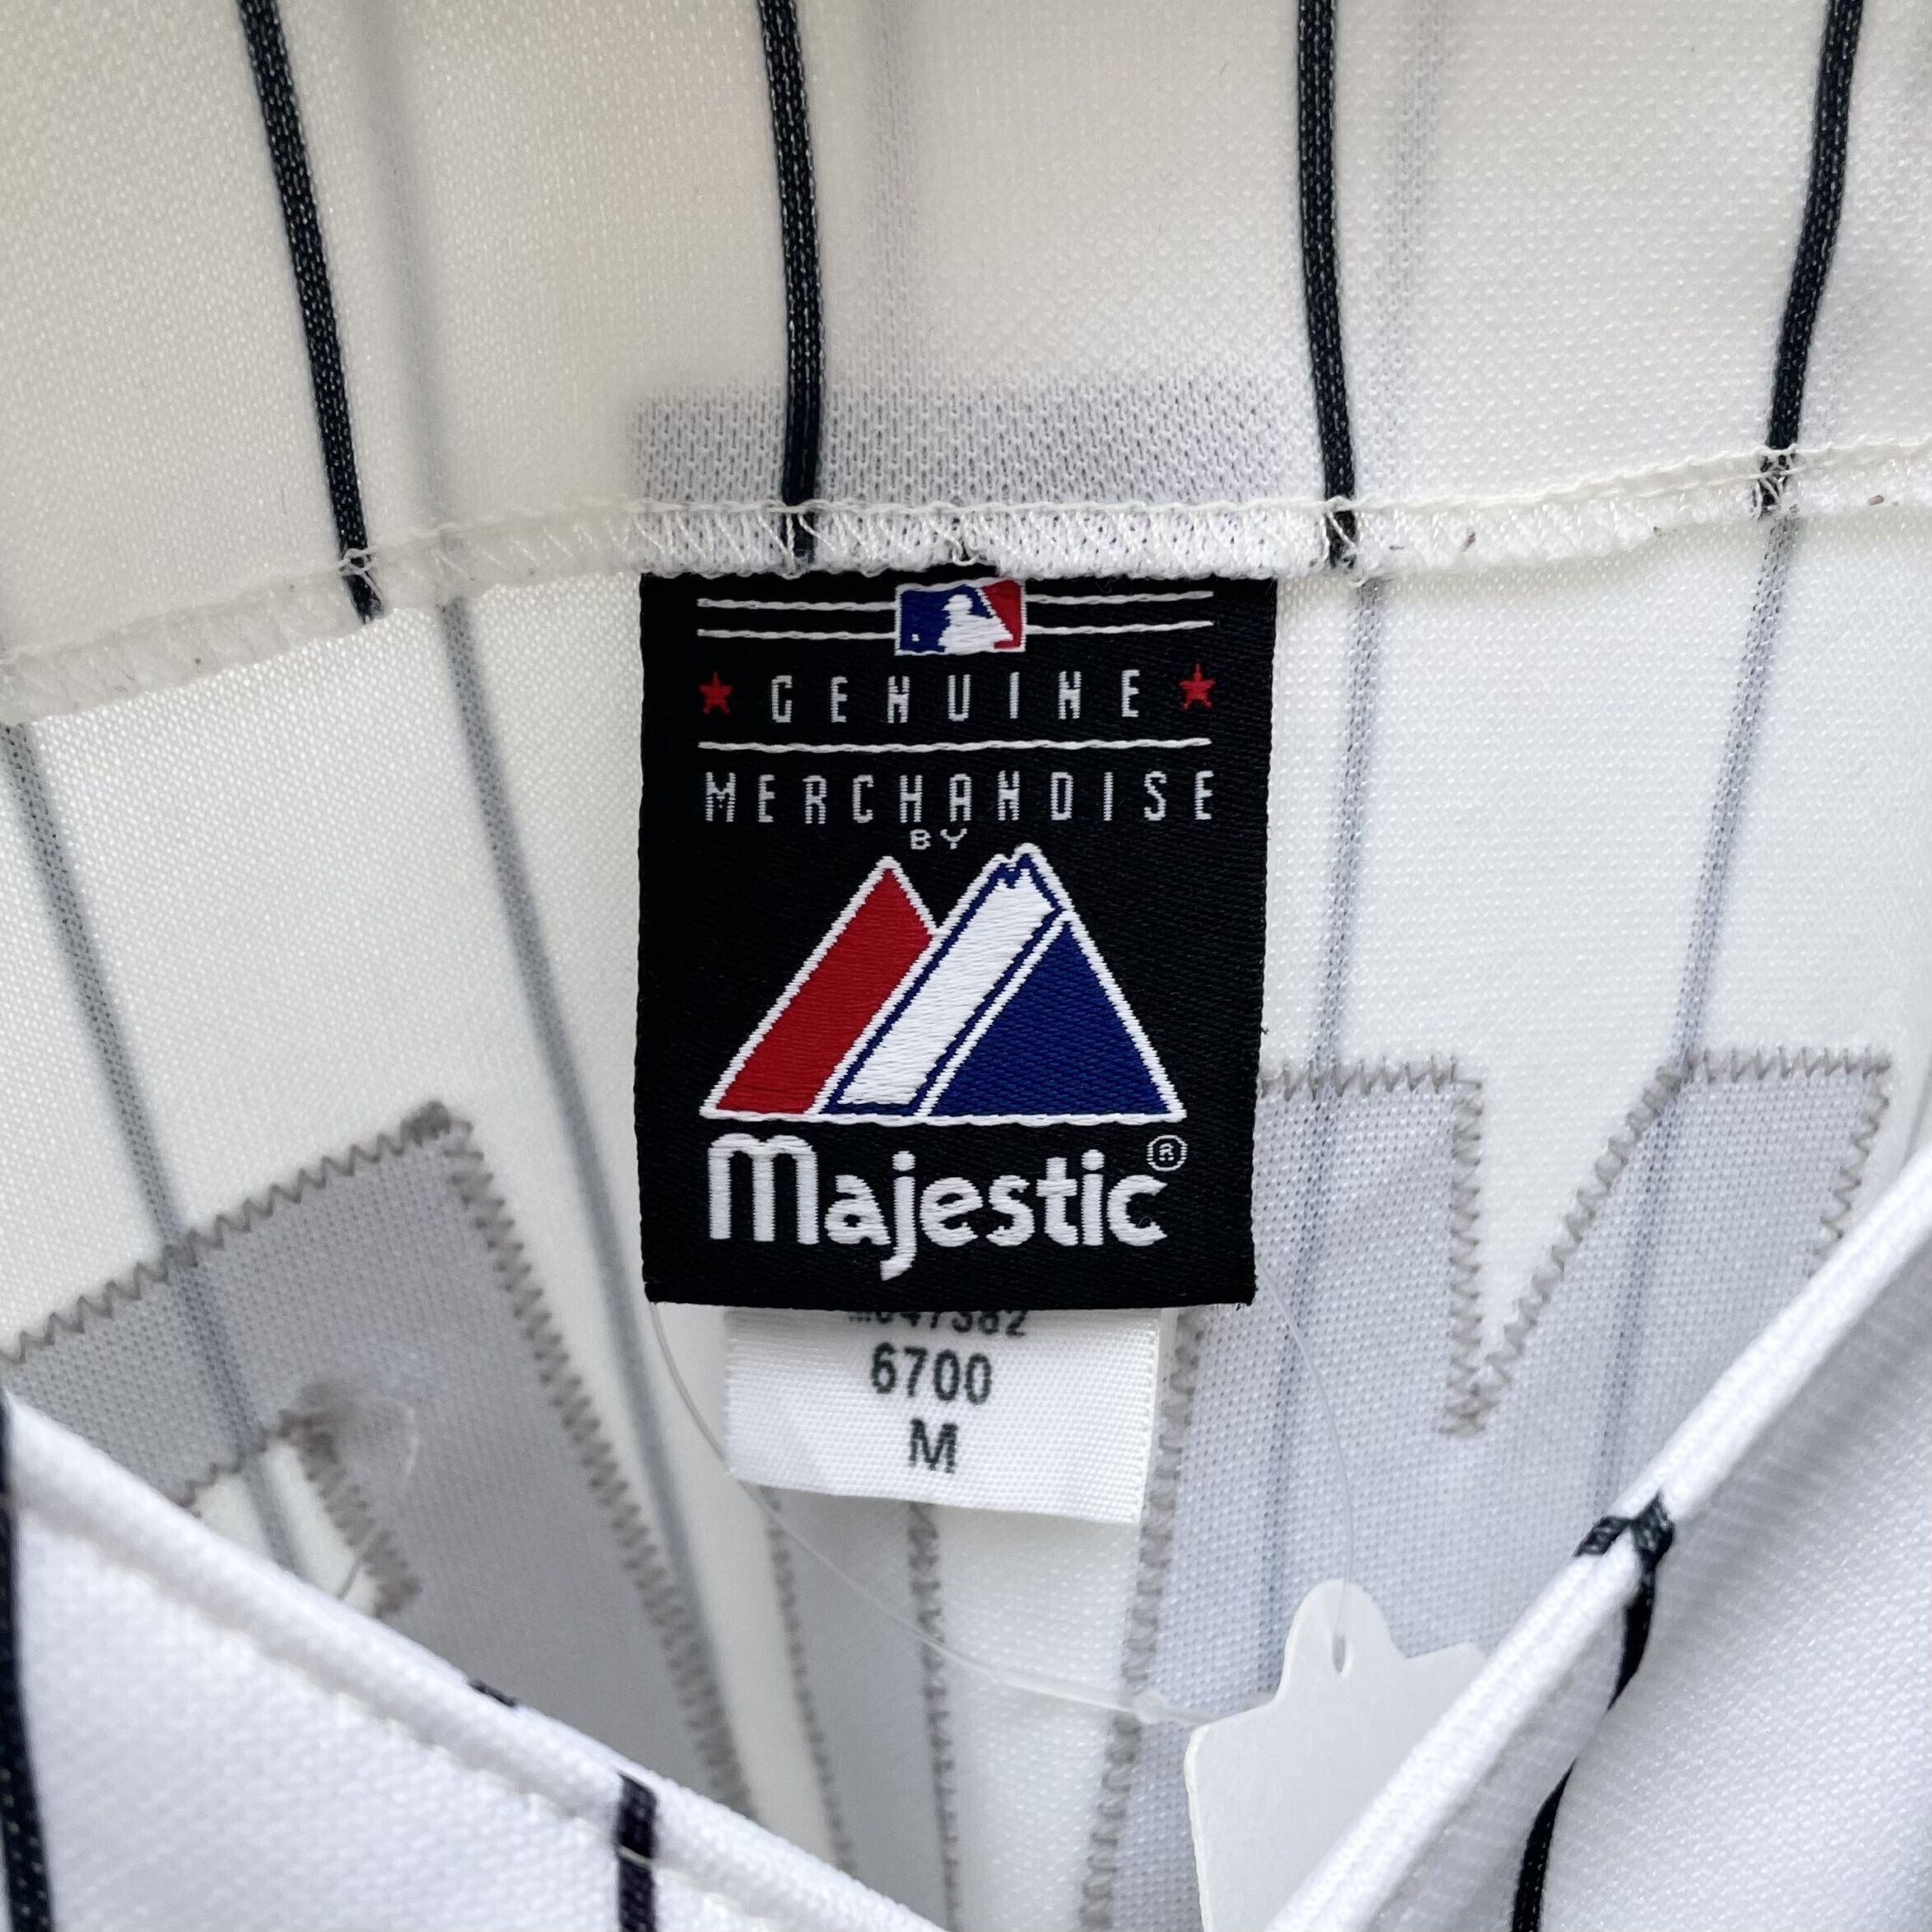 GENUINE
MERCHANDISE
BY
Majestic ®
6700
M